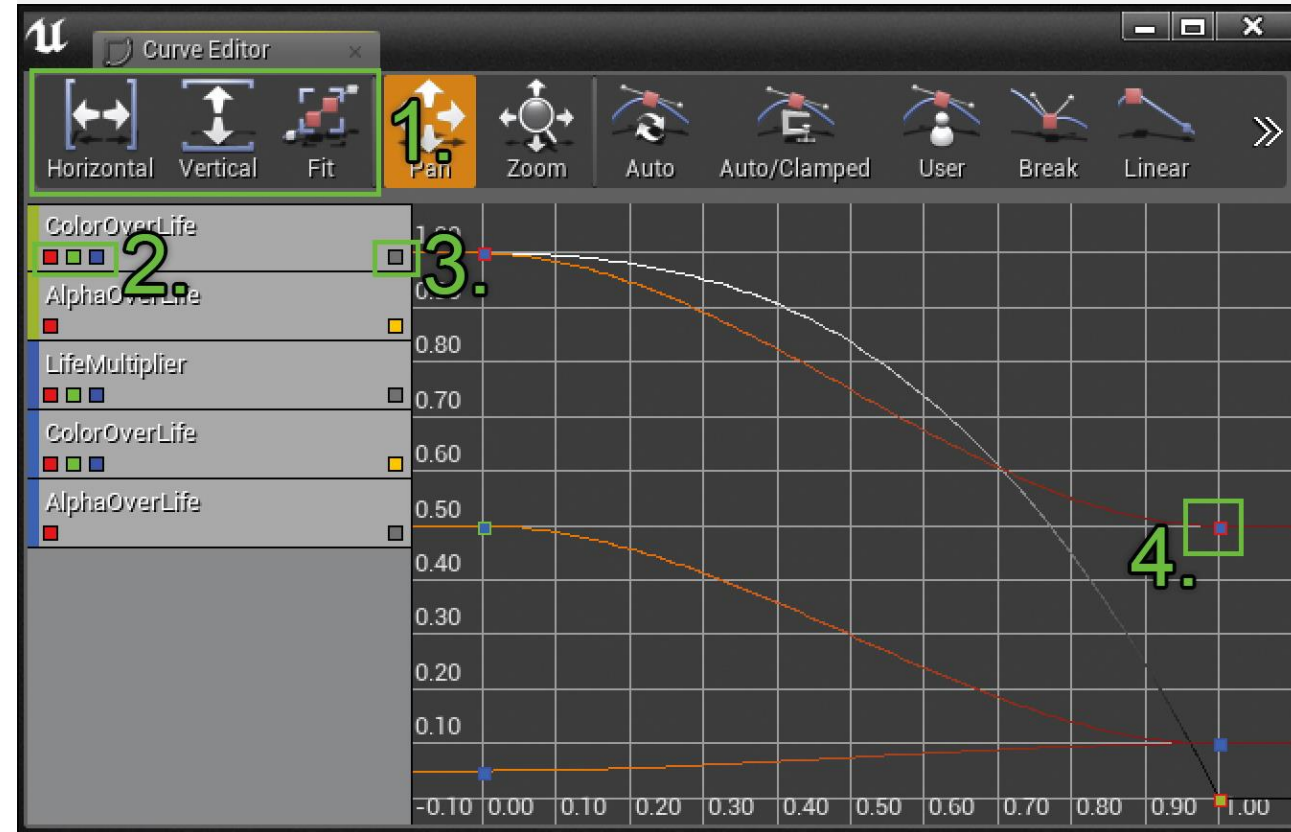 Curve Editor
Horizontal Vertical Fit Pan Zoom Auto Auto/Clamped User Break Linear
1.
ColorOverLife
2.
3.
AlphaOverLife
LifeMultiplier
ColorOverLife
AlphaOverLife
1.00
0.80
0.70
0.60
0.50
0.40
0.30
0.20
0.10
4.
-0.10 0.00 0.10 0.20 0.30 0.40 0.50 0.60 0.70 0.80 0.90 1.00